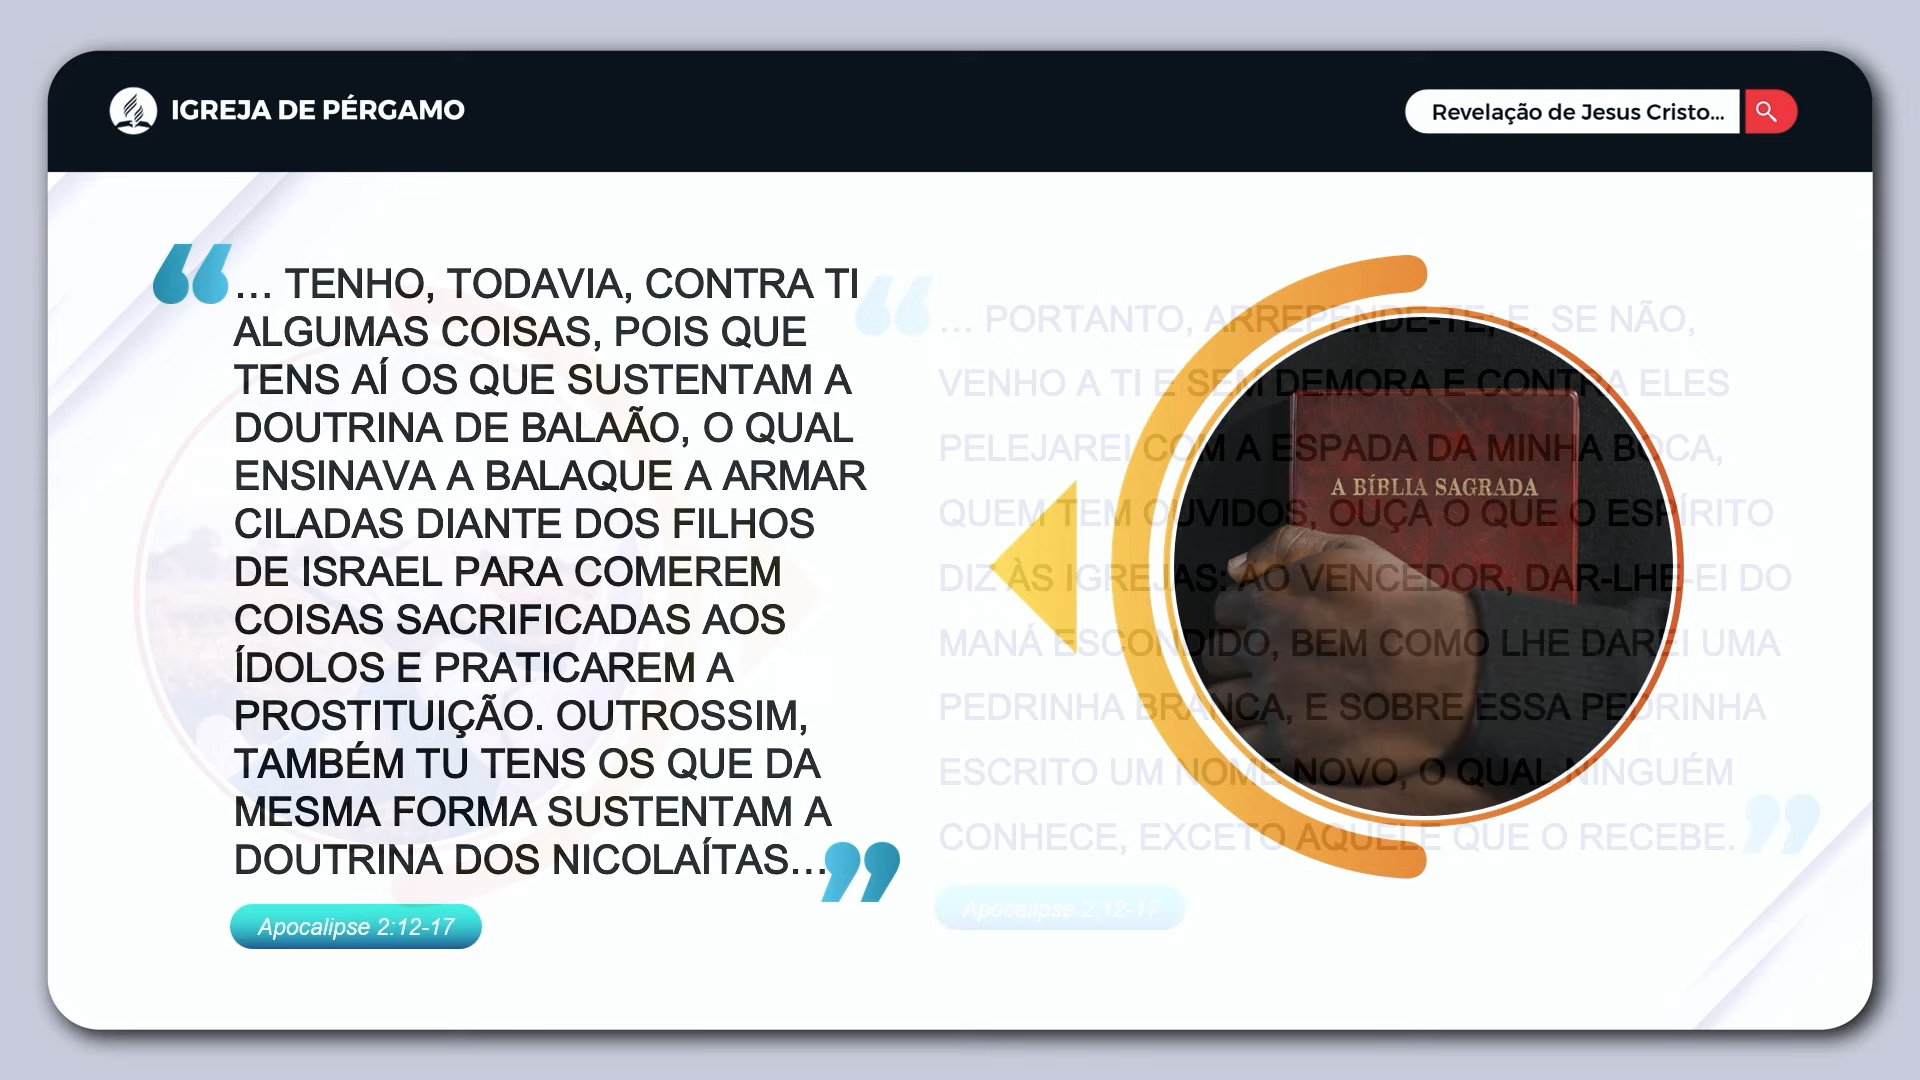 IGREJA DE PÉRGAMO
Revelação de Jesus Cristo...
“... TENHO, TODAVIA, CONTRA TI
ALGUMAS COISAS, POIS QUE
TENS AÍ OS QUE SUSTENTAM A
DOUTRINA DE BALAÃO, O QUAL
ENSINAVA A BALAQUE A ARMAR
CILADAS DIANTE DOS FILHOS
DE ISRAEL PARA COMEREM
COISAS SACRIFICADAS AOS
ÍDOLOS E PRATICAREM A
PROSTITUIÇÃO. OUTROSSIM,
TAMBÉM TU TENS OS QUE DA
MESMA FORMA SUSTENTAM A
DOUTRINA DOS NICOLAÍTAS...”
Apocalipse 2:12-17
“... PORTANTO, ARREPENDE-TE; E, SE NÃO,
VENHO A TI E SEM DEMORA E CONTRA ELES
PELEJAREI COM A ESPADA DA MINHA BOCA,
QUEM TEM OUVIDOS, OUÇA O QUE O ESPÍRITO
DIZ ÀS IGREJAS: AO VENCEDOR, DAR-LHE-EI DO
MANÁ ESCONDIDO, BEM COMO LHE DAREI UMA
PEDRINHA BRANCA, E SOBRE ESSA PEDRINHA
ESCRITO UM NOME NOVO, O QUAL NINGUÉM
CONHECE, EXCETO AQUELE QUE O RECEBE.”
Apocalipse 2:12-17
A BÍBLIA SAGRADA